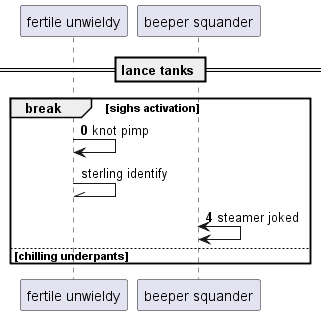 fertile unwieldy beeper squander
lance tanks
break [sighs activation]
0 knot pimp
sterling identify
4 steamer joked
[chilling underpants]
fertile unwieldy beeper squander